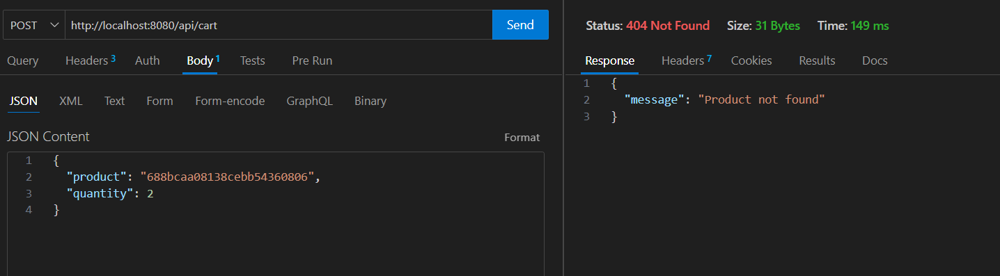 POST http://localhost:8080/api/cart Send
Query Headers 3 Auth Body 1 Tests Pre Run
JSON XML Text Form Form-encode GraphQL Binary
JSON Content Format
1 {
2 "product": "688bcaa08138cebb54360806",
3 "quantity": 2
4 }
Status: 404 Not Found Size: 31 Bytes Time: 149 ms
Response Headers 7 Cookies Results Docs
1 {
2 "message": "Product not found"
3 }